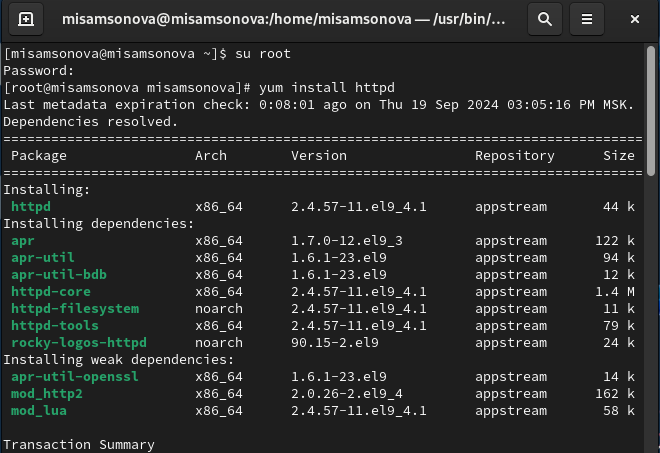 misamsonova@misamsonova:/home/misamsonova — /usr/bin/...
[misamsonova@misamsonova ~]$ su root
Password:
[root@misamsonova misamsonova]# yum install httpd
Last metadata expiration check: 0:08:01 ago on Thu 19 Sep 2024 03:05:16 PM MSK.
Dependencies resolved.
================================================================================
Package Arch Version Repository Size
================================================================================
Installing:
httpd x86_64 2.4.57-11.el9_4.1 appstream 44 k
Installing dependencies:
apr x86_64 1.7.0-12.el9_3 appstream 122 k
apr-util x86_64 1.6.1-23.el9 appstream 94 k
apr-util-bdb x86_64 1.6.1-23.el9 appstream 12 k
httpd-core x86_64 2.4.57-11.el9_4.1 appstream 1.4 M
httpd-filesystem noarch 2.4.57-11.el9_4.1 appstream 11 k
httpd-tools x86_64 2.4.57-11.el9_4.1 appstream 79 k
rocky-logos-httpd noarch 90.15-2.el9 appstream 24 k
Installing weak dependencies:
apr-util-openssl x86_64 1.6.1-23.el9 appstream 14 k
mod_http2 x86_64 2.0.26-2.el9_4 appstream 162 k
mod_lua x86_64 2.4.57-11.el9_4.1 appstream 58 k
Transaction Summary